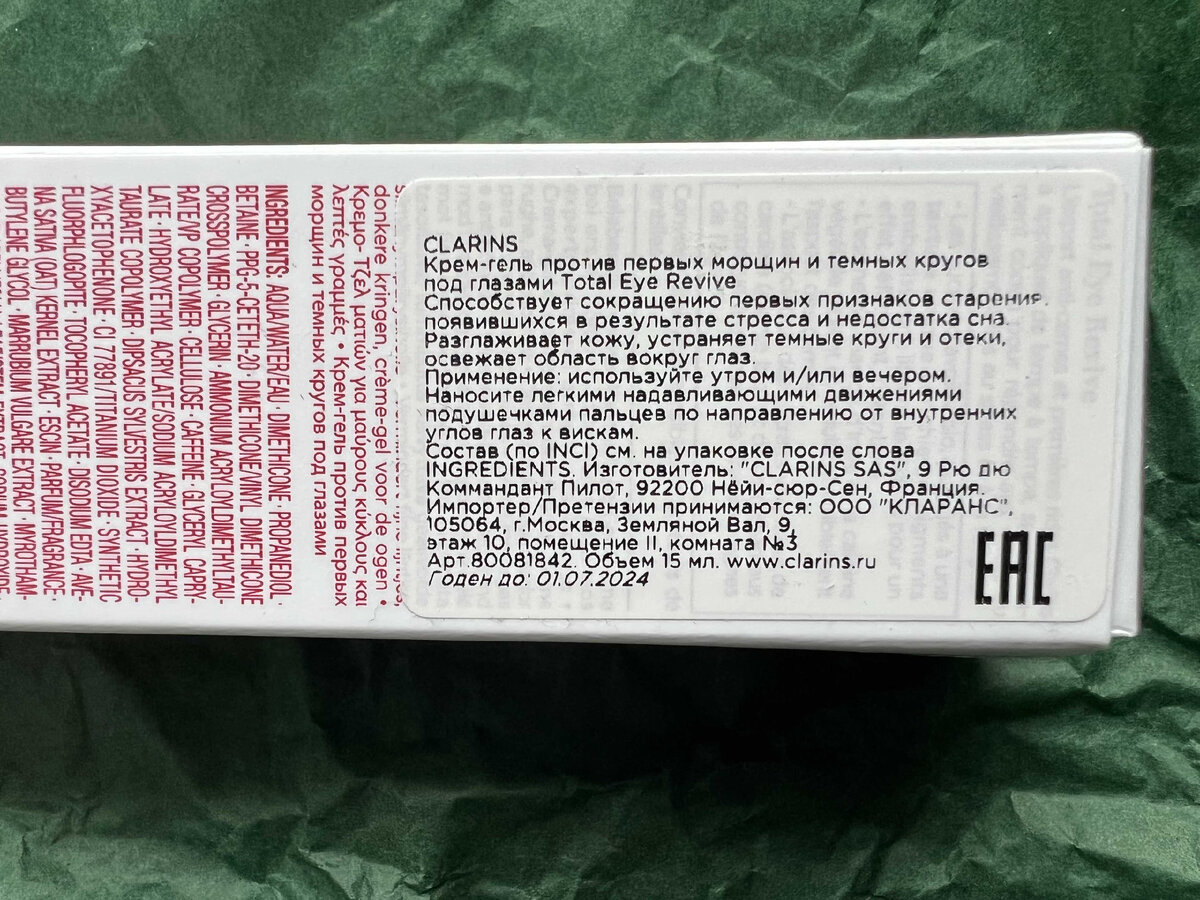 CLARINS
Крем-гель против первых морщин и темных кругов
под глазами Total Eye Revive
Способствует сокращению первых признаков старения,
появившихся в результате стресса и недостатка сна.
Разглаживает кожу, устраняет темные круги и отеки,
освежает область вокруг глаз.
Применение: используйте утром и/или вечером.
Наносите легкими надавливающими движениями
подушечками пальцев по направлению от внутренних
углов глаз к вискам.
Состав (по INCI) см. на упаковке после слова
INGREDIENTS. Изготовитель: "CLARINS SAS", 9 Рю дю
Коммандант Пилот, 92200 Нёйи-сюр-Сен, Франция.
Импортер/Претензии принимаются: ООО "КЛАРАНС",
105064, г.Москва, Земляной Вал, 9,
этаж 10, помещение II, комната №3
Арт.80081842. Объем 15 мл. www.clarins.ru
Годен до: 01.07.2024
EAC
donkere kringen, crème-gel voor de ogen •
Κρεμο- Τζελ ματιών για μαύρους κύκλους και
λεπτές γραμμές • Крем-гель против первых
морщин и темных кругов под глазами
INGREDIENTS: AQUA/WATER/EAU · DIMETHICONE · PROPANEDIOL ·
BETAINE · PPG-5-CETETH-20 · DIMETHICONE/VINYL DIMETHICONE
CROSSPOLYMER · GLYCERIN · AMMONIUM ACRYLOYLDIMETHYLTAU-
RATE/VP COPOLYMER · CELLULOSE · CAFFEINE · GLYCERYL CAPRY-
LATE · HYDROXYETHYL ACRYLATE/SODIUM ACRYLOYLDIMETHYL
TAURATE COPOLYMER · DIPSACUS SYLVESTRIS EXTRACT · HYDRO-
XYACETOPHENONE · CI 77891/TITANIUM DIOXIDE · SYNTHETIC
FLUORPHLOGOPITE · TOCOPHERYL ACETATE · DISODIUM EDTA · AVE-
NA SATIVA (OAT) KERNEL EXTRACT · ESCIN · PARFUM/FRAGRANCE ·
BUTYLENE GLYCOL · MARRUBIUM VULGARE EXTRACT · MYROTHAM-